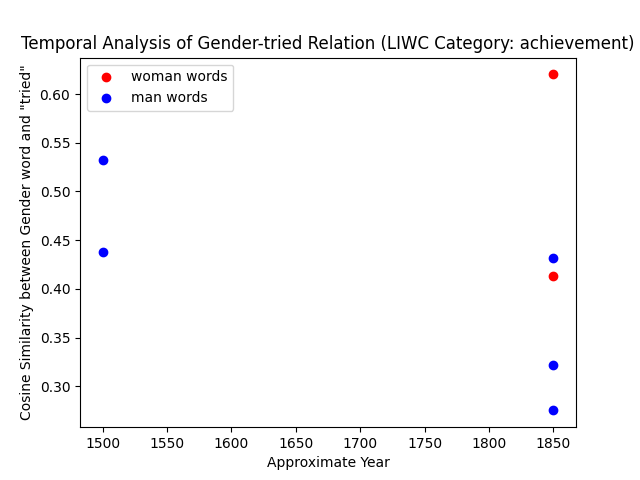 Temporal Analysis of Gender-tried Relation (LIWC Category: achievement)
woman words
man words
Cosine Similarity between Gender word and "tried"
0.60
0.55
0.50
0.45
0.40
0.35
0.30
1500 1550 1600 1650 1700 1750 1800 1850
Approximate Year